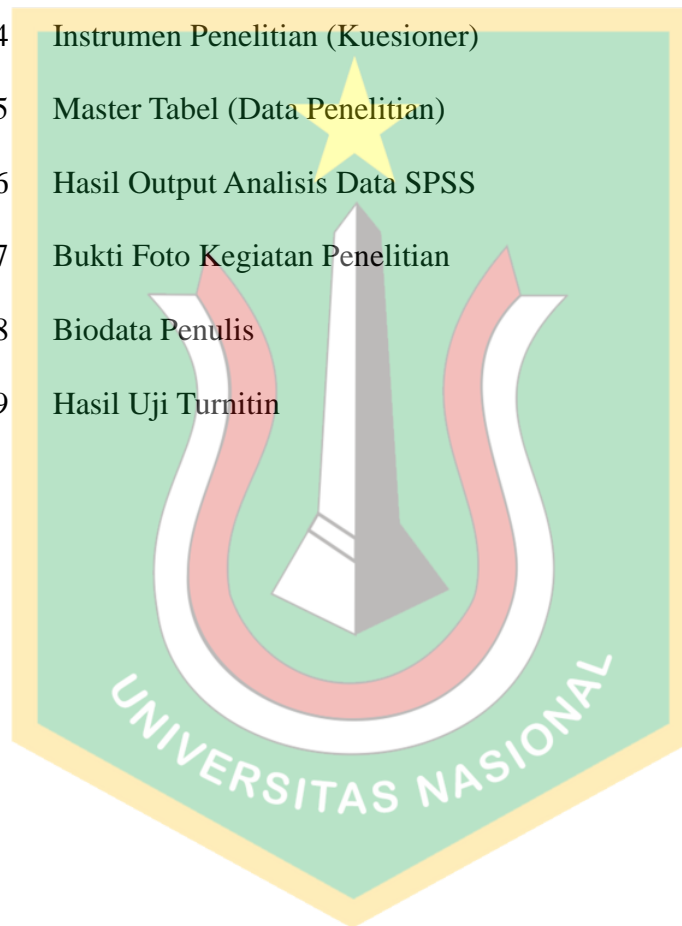 4 Instrumen Penelitian (Kuesioner)
5 Master Tabel (Data Penelitian)
6 Hasil Output Analisis Data SPSS
7 Bukti Foto Kegiatan Penelitian
8 Biodata Penulis
9 Hasil Uji Turnitin
UNIVERSITAS NASIONAL